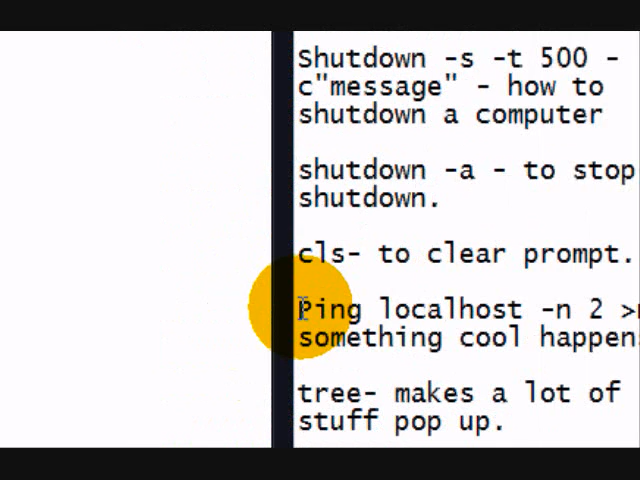 Shutdown -s -t 500 -
c"message" - how to
shutdown a computer
shutdown -a - to stop
shutdown.
cls- to clear prompt.
Ping localhost -n 2 >
something cool happen
tree- makes a lot of
stuff pop up.